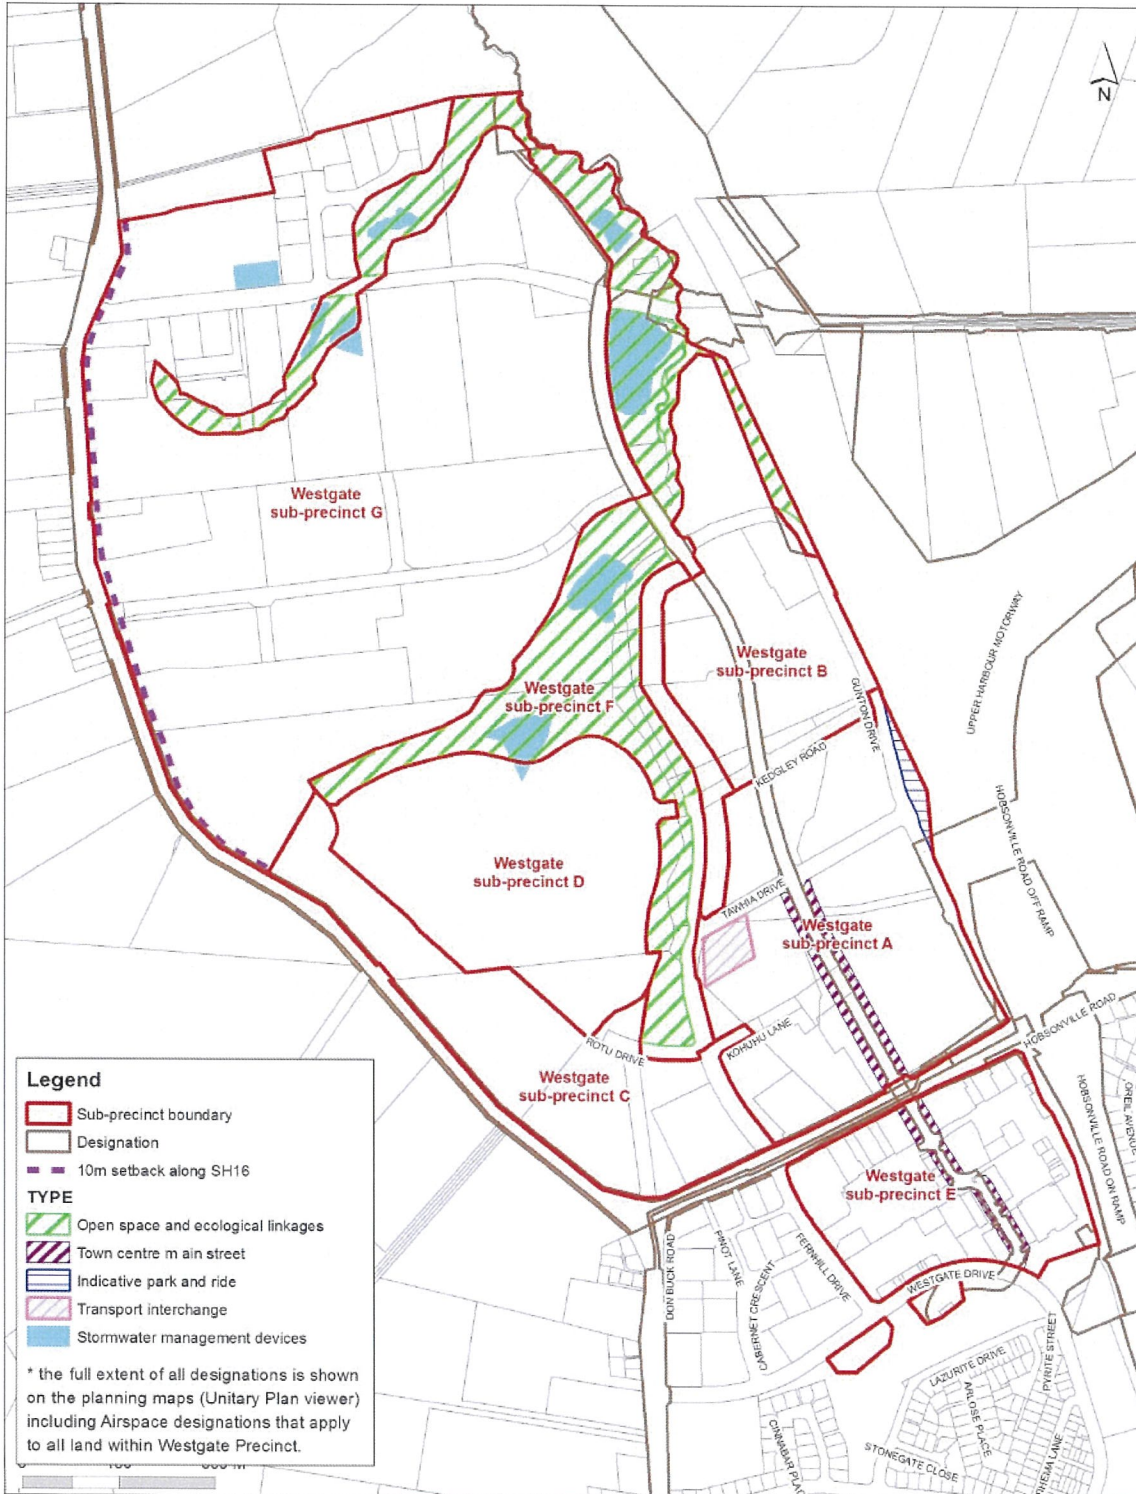 N
Westgate
sub-precinct G
Westgate
sub-precinct B
Westgate
sub-precinct F
GUNTON DRIVE
UPPER HARBOUR MOTORWAY
KEDGLEY ROAD
HOBSONVILLE ROAD OFF RAMP
Westgate
sub-precinct D
TAWHIA DRIVE
Westgate
sub-precinct A
HOBSONVILLE ROAD
KOHUHU LANE
ROTU DRIVE
Westgate
sub-precinct C
HOBSONVILLE ROAD ON RAMP
OREIL AVENUE
Westgate
sub-precinct E
DON BUCK ROAD
PINOT LANE
CABERNET CRESCENT
FERNHILL DRIVE
WESTGATE DRIVE
LAZURITE DRIVE
PYRITE STREET
ARLOSE PLACE
STONEGATE CLOSE
Legend
Sub-precinct boundary
Designation
10m setback along SH16
TYPE
Open space and ecological linkages
Town centre m ain street
Indicative park and ride
Transport interchange
Stormwater management devices
* the full extent of all designations is shown
on the planning maps (Unitary Plan viewer)
including Airspace designations that apply
to all land within Westgate Precinct.